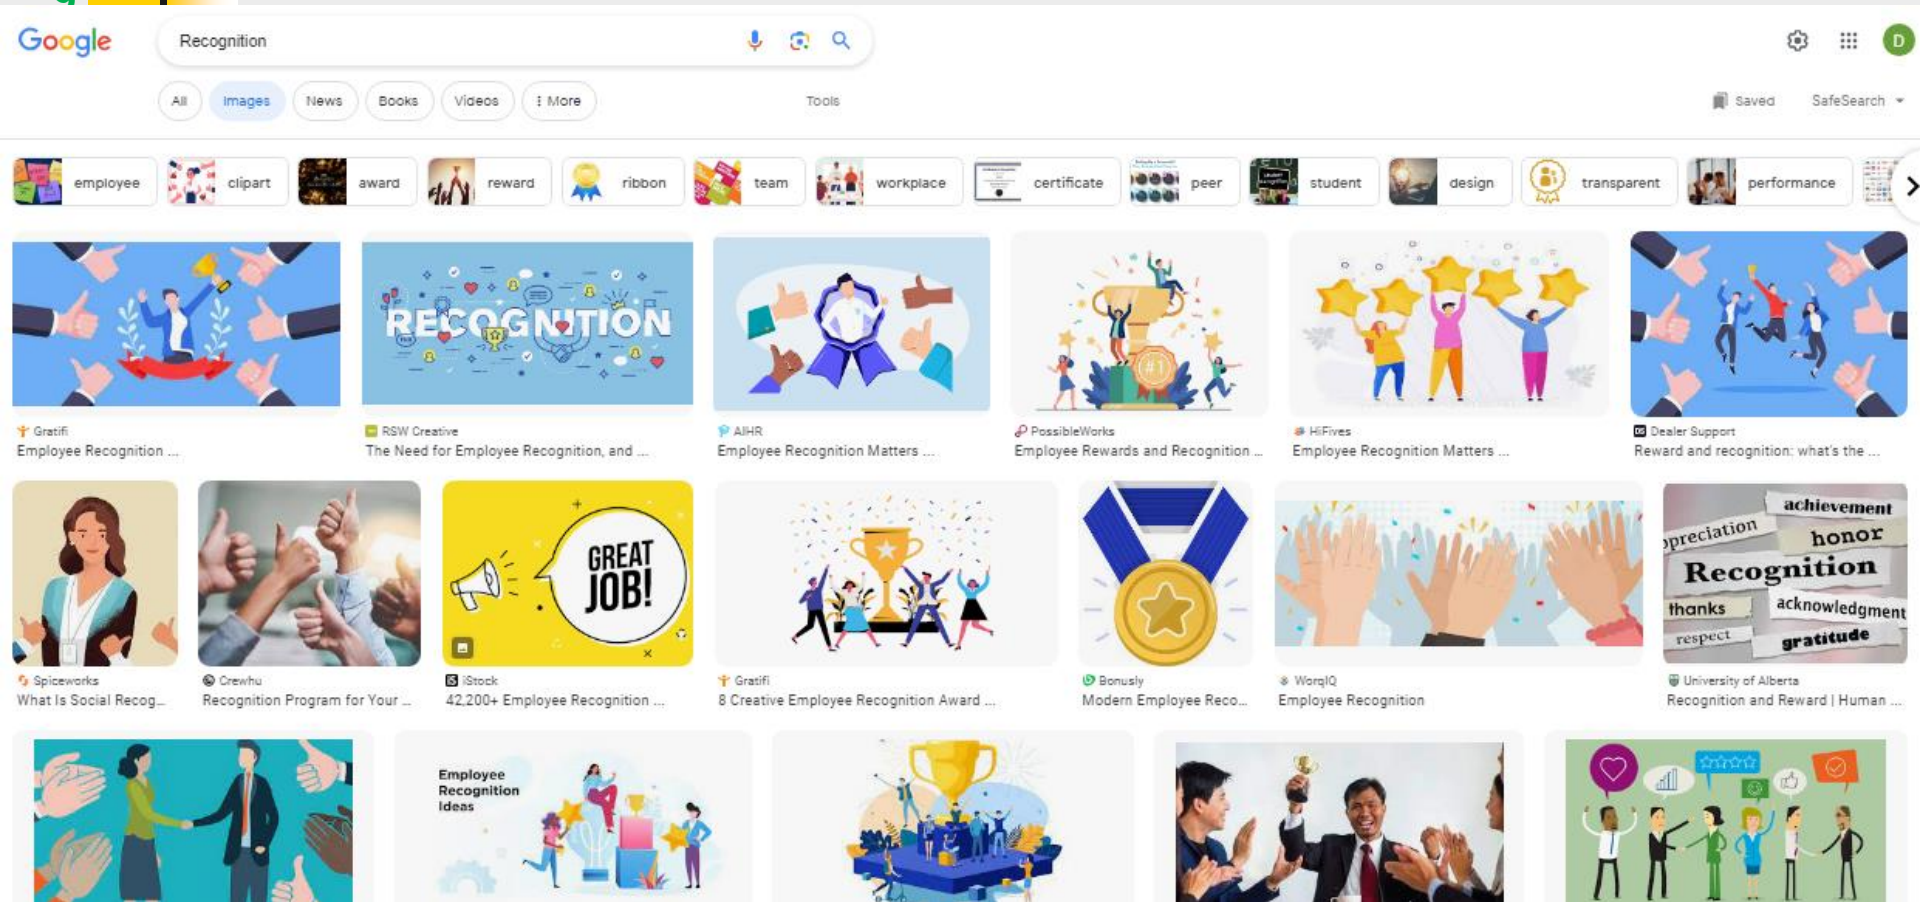 Google
Recognition
D
All
Images
News
Books
Videos
More
Tools
Saved
SafeSearch
employee
clipart
award
reward
ribbon
team
workplace
certificate
peer
student
design
transparent
performance
RECOGNITION
#1
Gratifi
Employee Recognition ...
RSW Creative
The Need for Employee Recognition, and ...
AIHR
Employee Recognition Matters ...
PossibleWorks
Employee Rewards and Recognition ...
HiFives
Employee Recognition Matters ...
DS Dealer Support
Reward and recognition: what's the ...
GREAT
JOB!
achievement
preciation
honor
Recognition
thanks
acknowledgment
respect
gratitude
Spiceworks
What Is Social Recog...
Crewhu
Recognition Program for Your ...
iStock
42,200+ Employee Recognition ...
Gratifi
8 Creative Employee Recognition Award ...
Bonusly
Modern Employee Reco...
WorqIQ
Employee Recognition
University of Alberta
Recognition and Reward | Human ...
Employee
Recognition
Ideas